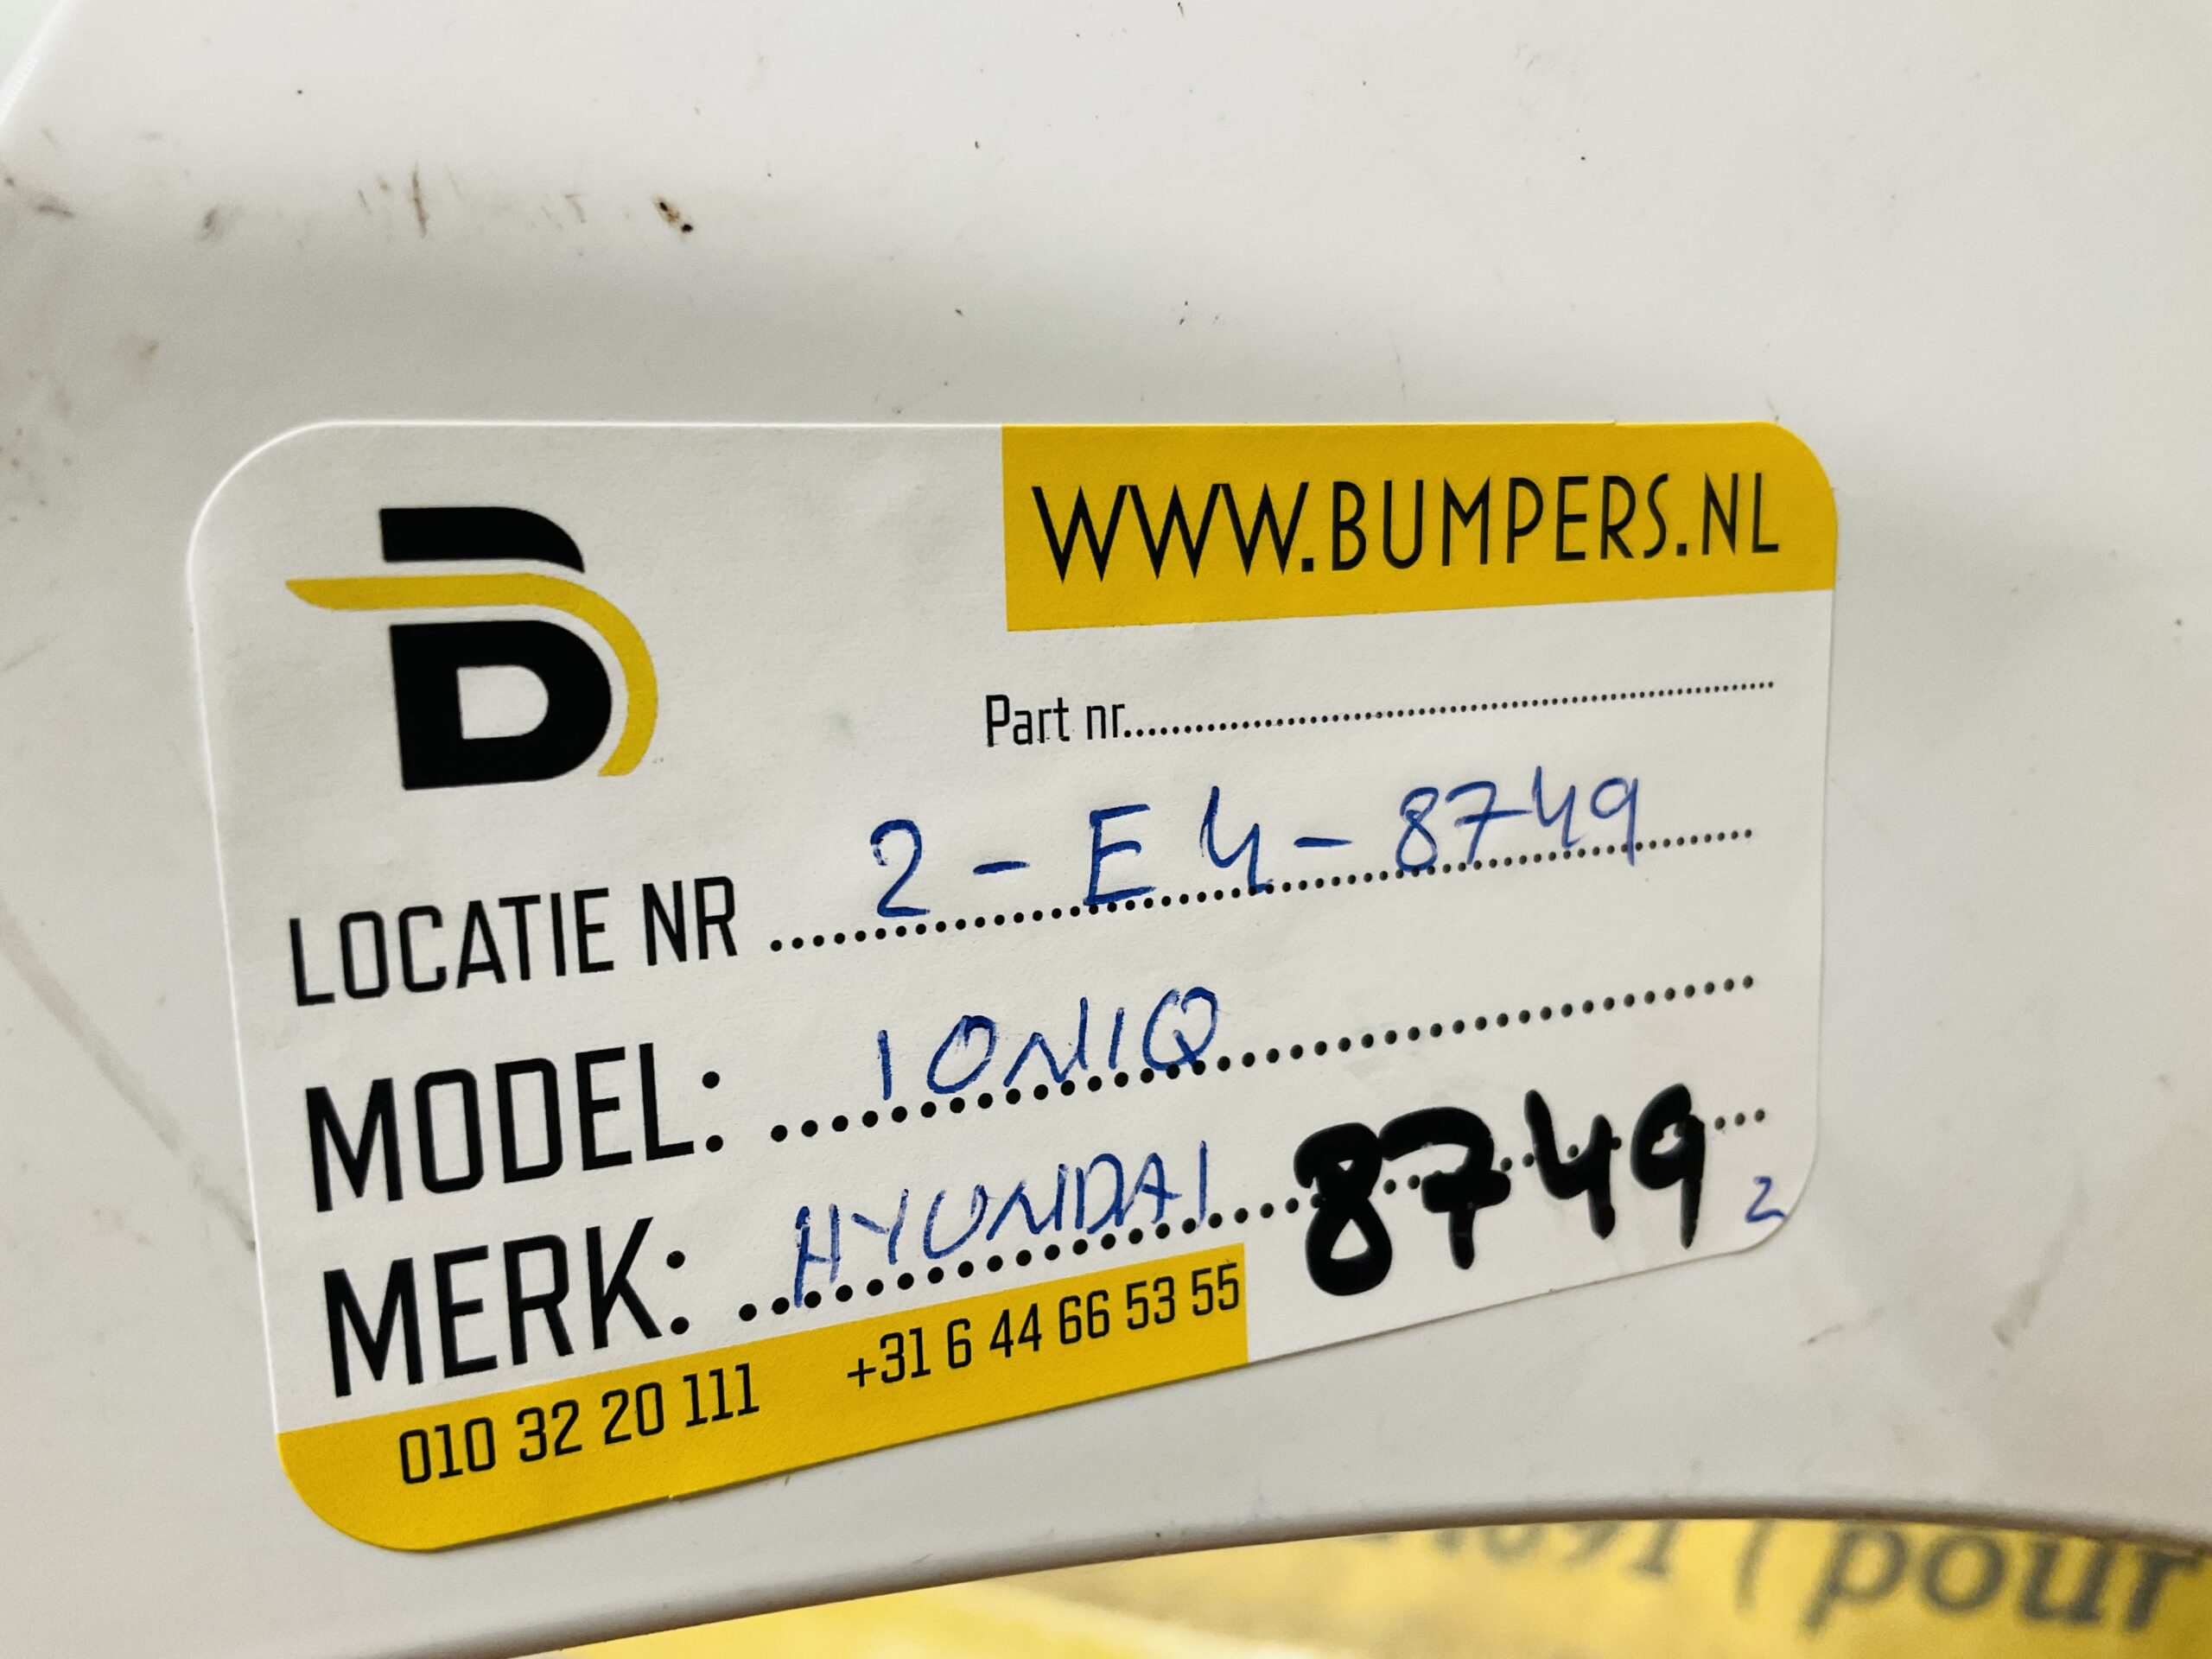 WWW.BUMPERS.NL
Part nr..........
LOCATIE NR 2 - E4 - 8749
MODEL: IONIQ
MERK: HYUNDAI 8749 2
010 32 20 111 +31 6 44 66 53 55
( pour